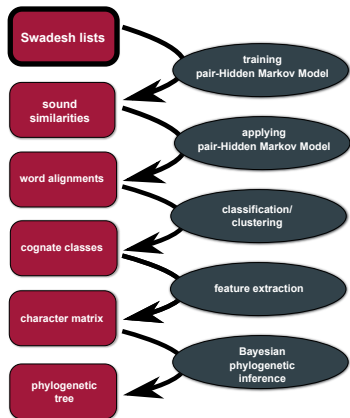 Swadesh lists
training
pair-Hidden Markov Model
sound
similarities
applying
pair-Hidden Markov Model
word alignments
classification/
clustering
cognate classes
feature extraction
character matrix
Bayesian
phylogenetic
inference
phylogenetic
tree